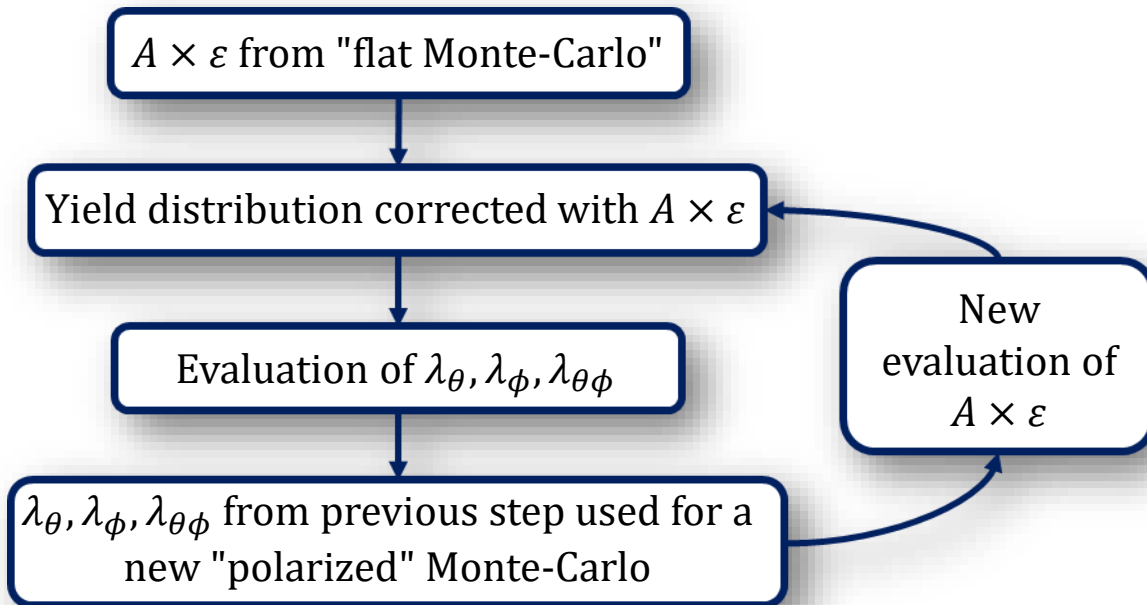 A × ε from "flat Monte-Carlo"
Yield distribution corrected with A × ε
Evaluation of λ_θ, λ_ϕ, λ_θϕ
λ_θ, λ_ϕ, λ_θϕ from previous step used for a
new "polarized" Monte-Carlo
New
evaluation of
A × ε